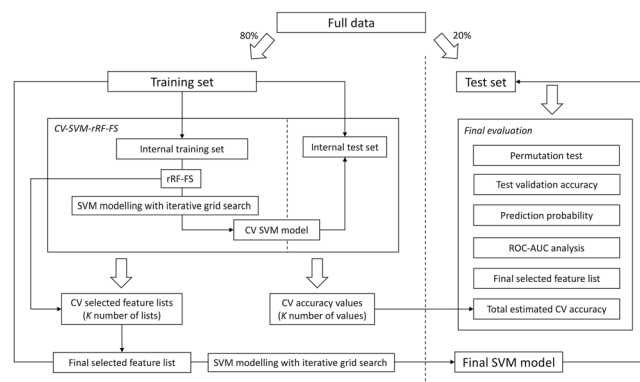 Full data
80%
20%
Training set
Test set
CV-SVM-rRF-FS
Internal training set
Internal test set
rRF-FS
SVM modelling with iterative grid search
CV SVM model
Final evaluation
Permutation test
Test validation accuracy
Prediction probability
ROC-AUC analysis
Final selected feature list
Total estimated CV accuracy
CV selected feature lists
(K number of lists)
CV accuracy values
(K number of values)
Final selected feature list
SVM modelling with iterative grid search
Final SVM model